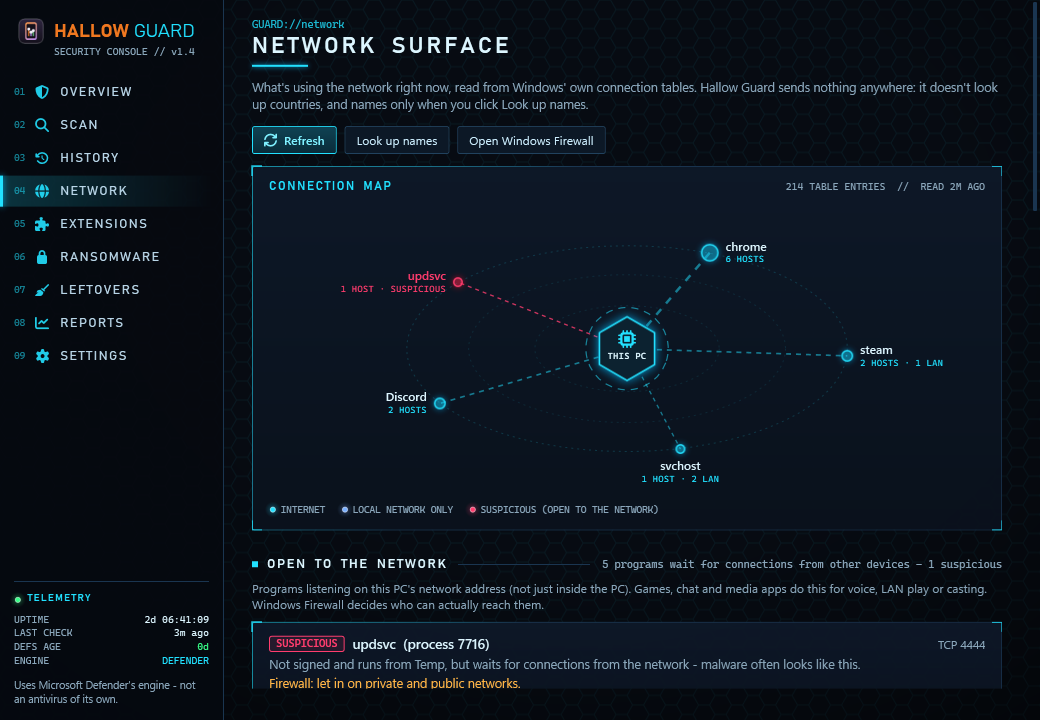 HALLOW GUARD
SECURITY CONSOLE // v1.4
01 OVERVIEW
02 SCAN
03 HISTORY
04 NETWORK
05 EXTENSIONS
06 RANSOMWARE
07 LEFTOVERS
08 REPORTS
09 SETTINGS
TELEMETRY
UPTIME 2d 06:41:09
LAST CHECK 3m ago
DEFS AGE 0d
ENGINE DEFENDER
Uses Microsoft Defender's engine - not
an antivirus of its own.
GUARD://network
NETWORK SURFACE
What's using the network right now, read from Windows' own connection tables. Hallow Guard sends nothing anywhere: it doesn't look
up countries, and names only when you click Look up names.
Refresh
Look up names
Open Windows Firewall
CONNECTION MAP
214 TABLE ENTRIES // READ 2M AGO
chrome
6 HOSTS
updsvc
1 HOST · SUSPICIOUS
THIS PC
steam
2 HOSTS · 1 LAN
Discord
2 HOSTS
svchost
1 HOST · 2 LAN
INTERNET
LOCAL NETWORK ONLY
SUSPICIOUS (OPEN TO THE NETWORK)
OPEN TO THE NETWORK
5 programs wait for connections from other devices — 1 suspicious
Programs listening on this PC's network address (not just inside the PC). Games, chat and media apps do this for voice, LAN play or casting.
Windows Firewall decides who can actually reach them.
SUSPICIOUS updsvc (process 7716) TCP 4444
Not signed and runs from Temp, but waits for connections from the network - malware often looks like this.
Firewall: let in on private and public networks.